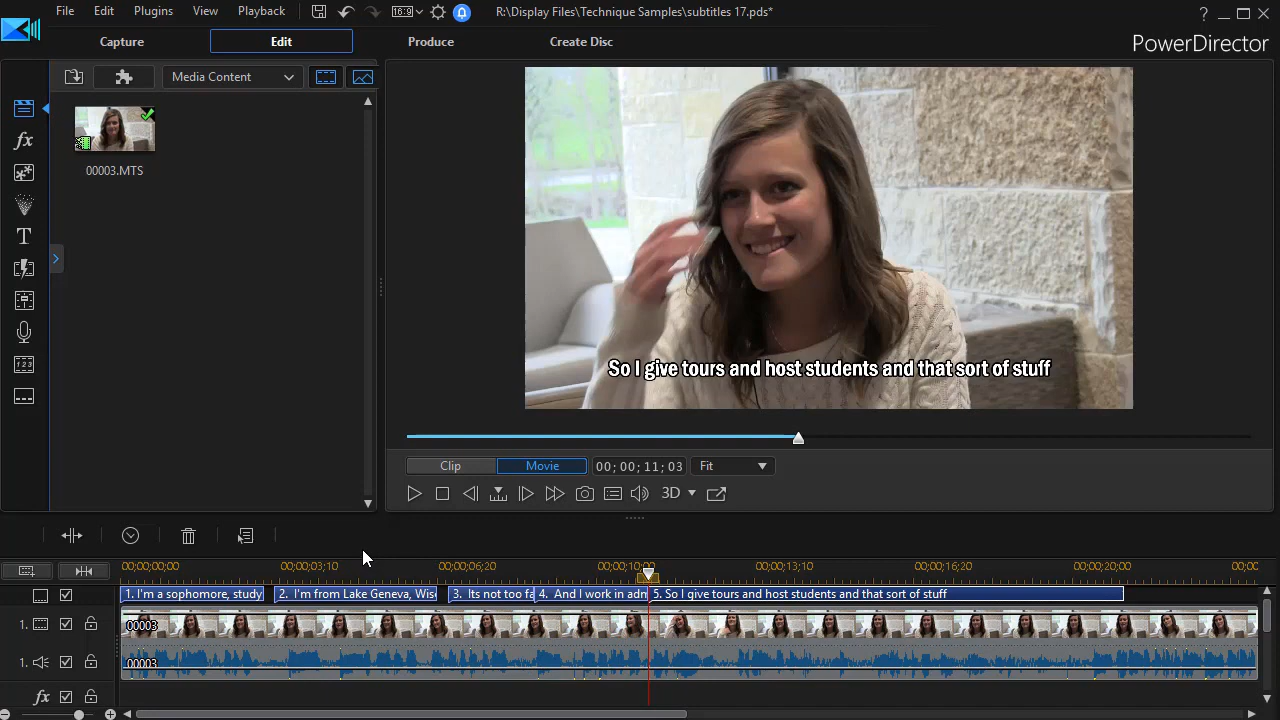 File Edit Plugins View Playback 16:9 R:\Display Files\Technique Samples\subtitles 17.pds* ?
Capture Edit Produce Create Disc PowerDirector
Media Content
fx
00003.MTS
T
So I give tours and host students and that sort of stuff
Clip Movie 00; 00; 11; 03 Fit
3D
00;00;00;00 00;00;03;10 00;00;06;20 00;00;10;00 00;00;13;10 00;00;16;20 00;00;20;00
1. I'm a sophomore, study 2. I'm from Lake Geneva, Wisc 3. Its not too fa 4. And I work in adm 5. So I give tours and host students and that sort of stuff
1. 00003
1. 00003
fx